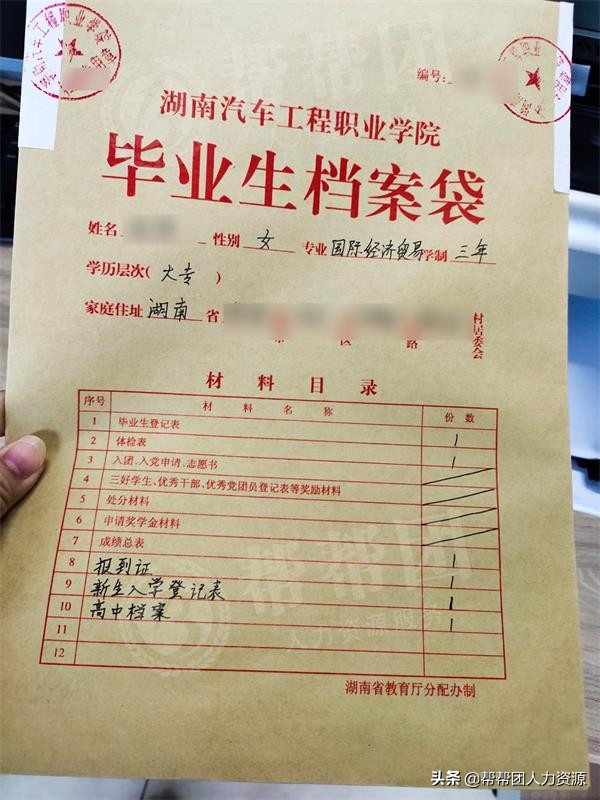 编号:
湖南汽车工程职业学院
毕业生档案袋
姓名 性别 女 专业 国际经济贸易 学制 三年
学历层次( 大专 )
家庭住址 湖南 省 区 路 村居委会
材料目录
序号 材料名称 份数
1 毕业生登记表 1
2 体检表 1
3 入团、入党申请、志愿书
4 三好学生、优秀干部、优秀党团员登记表等奖励材料
5 处分材料
6 申请奖学金材料
7 成绩总表 1
8 报到证 1
9 新生入学登记表 1
10 高中档案 1
11
12
湖南省教育厅分配办制
帮帮团
帮帮团
人力资源服务
头条 @帮帮团人力资源